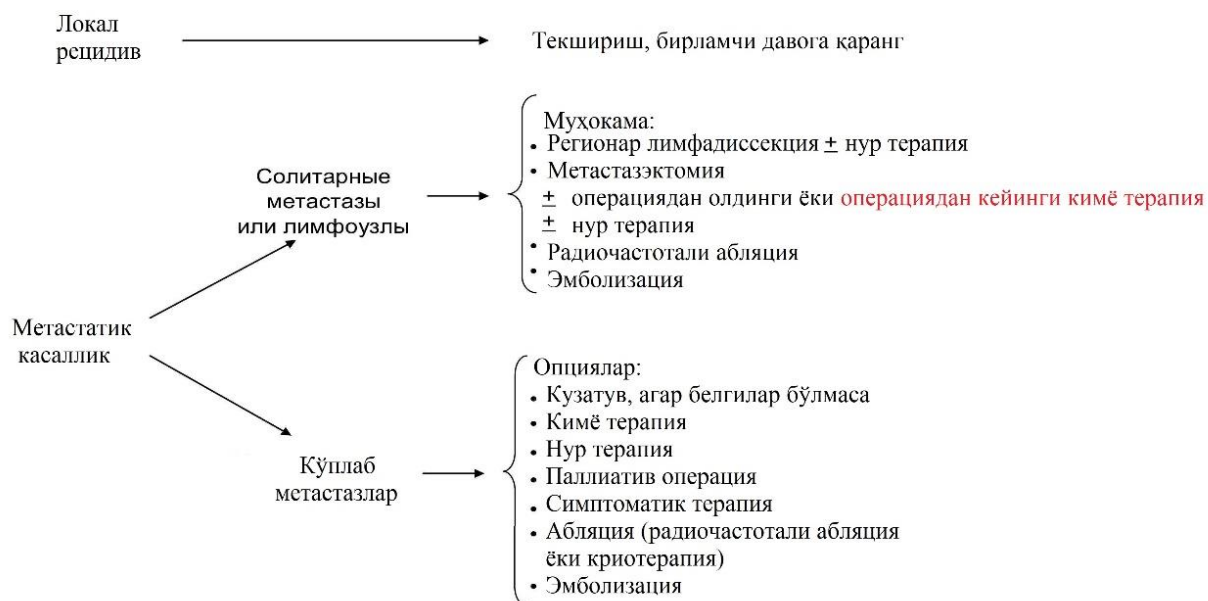 Локал
рецидив
Текшириш, бирламчи давога қаранг
Солитарные
метастазы
или лимфоузлы
Муҳокама:
• Регионар лимфадиссекция ± нур терапия
• Метастазэктомия
± операциядан олдинги ёки операциядан кейинги кимё терапия
± нур терапия
• Радиочастотали абляция
• Эмболизация
Метастатик
касаллик
Кўплаб
метастазлар
Опциялар:
• Кузатув, агар белгилар бўлмаса
• Кимё терапия
• Нур терапия
• Паллиатив операция
• Симптоматик терапия
• Абляция (радиочастотали абляция
ёки криотерапия)
• Эмболизация